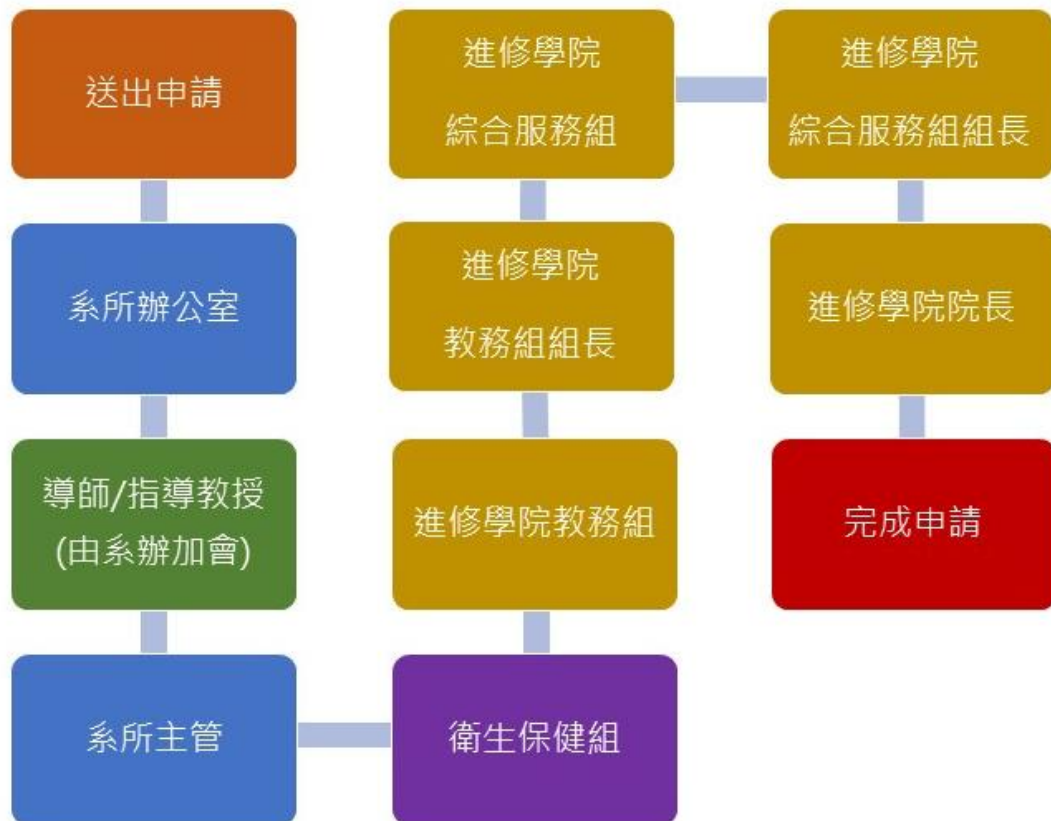 送出申請
系所辦公室
導師/指導教授
(由系辦加會)
系所主管
衛生保健組
進修學院教務組
進修學院
教務組組長
進修學院
綜合服務組
進修學院
綜合服務組組長
進修學院院長
完成申請